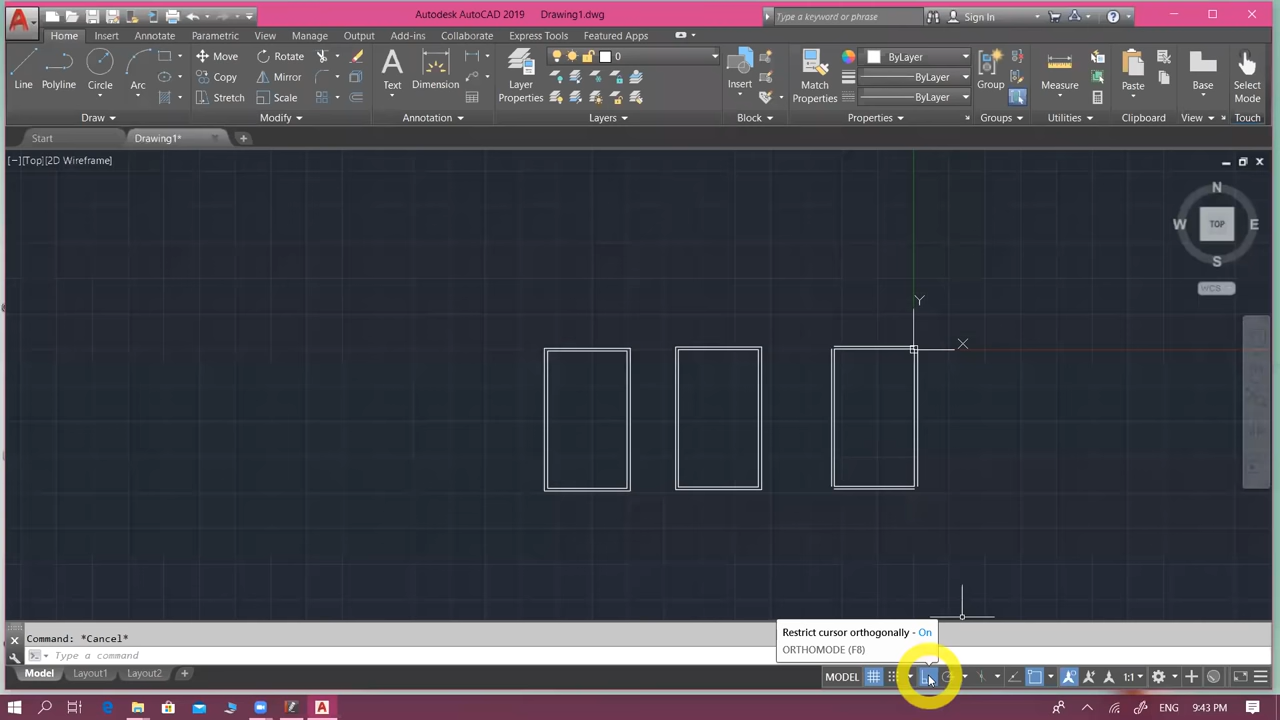 Autodesk AutoCAD 2019 Drawing1.dwg
Type a keyword or phrase
Sign In
Home Insert Annotate Parametric View Manage Output Add-ins Collaborate Express Tools Featured Apps
Line
Polyline
Circle
Arc
Move
Copy
Stretch
Rotate
Mirror
Scale
Text
Dimension
Layer
Properties
0
Insert
Match
Properties
ByLayer
ByLayer
ByLayer
Group
Measure
Paste
Base
Select
Mode
Draw
Modify
Annotation
Layers
Block
Properties
Groups
Utilities
Clipboard
View
Touch
Start
Drawing1*
[−][Top][2D Wireframe]
N
W
TOP
E
S
WCS
Y
X
Restrict cursor orthogonally - On
ORTHOMODE (F8)
Command: *Cancel*
Type a command
Model
Layout1
Layout2
MODEL
1:1
ENG
9:43 PM